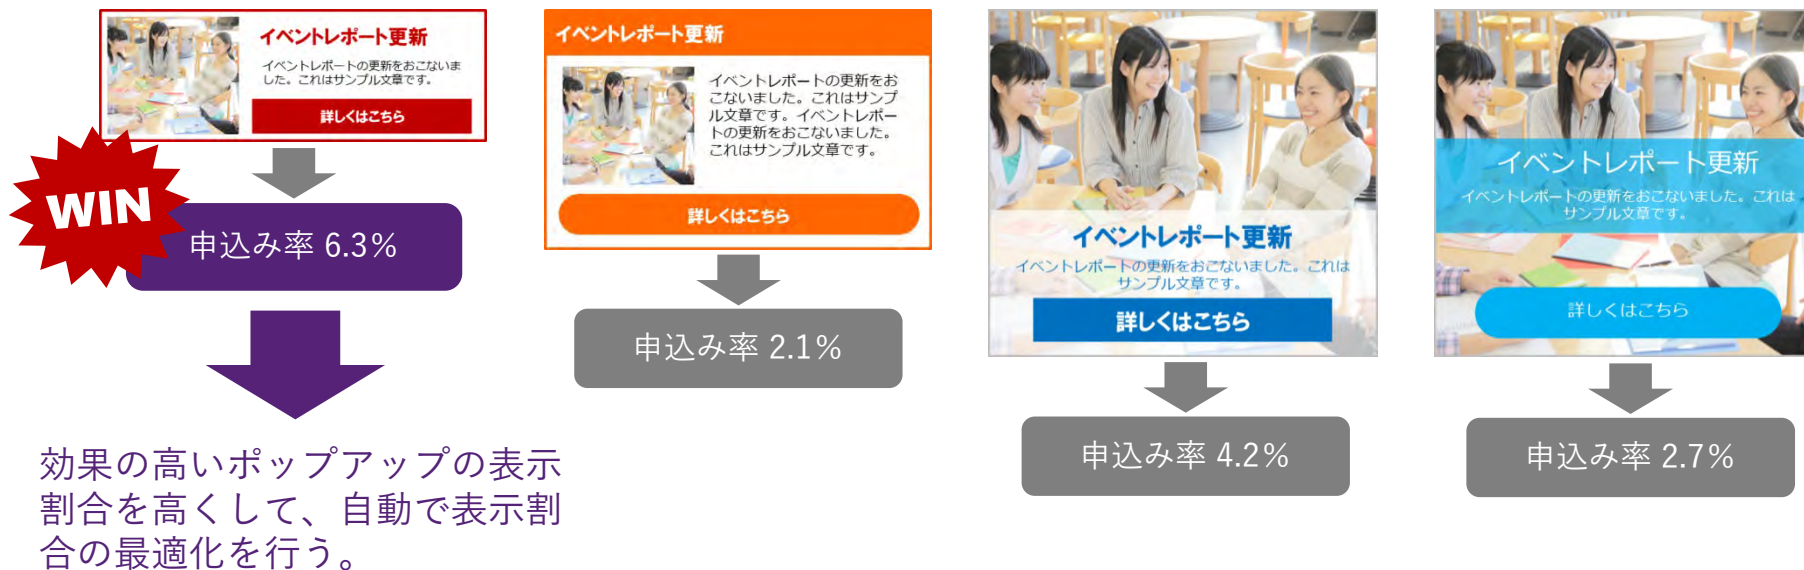 イベントレポート更新
イベントレポートの更新をおこないま
した。これはサンプル文章です。
詳しくはこちら
WIN
申込み率 6.3%
効果の高いポップアップの表示
割合を高くして、自動で表示割
合の最適化を行う。
イベントレポート更新
イベントレポートの更新をお
こないました。これはサンプ
ル文章です。イベントレポー
トの更新をおこないました。
これはサンプル文章です。
詳しくはこちら
申込み率 2.1%
イベントレポート更新
イベントレポートの更新をおこないました。これは
サンプル文章です。
詳しくはこちら
申込み率 4.2%
イベントレポート更新
イベントレポートの更新をおこないました。これは
サンプル文章です。
詳しくはこちら
申込み率 2.7%